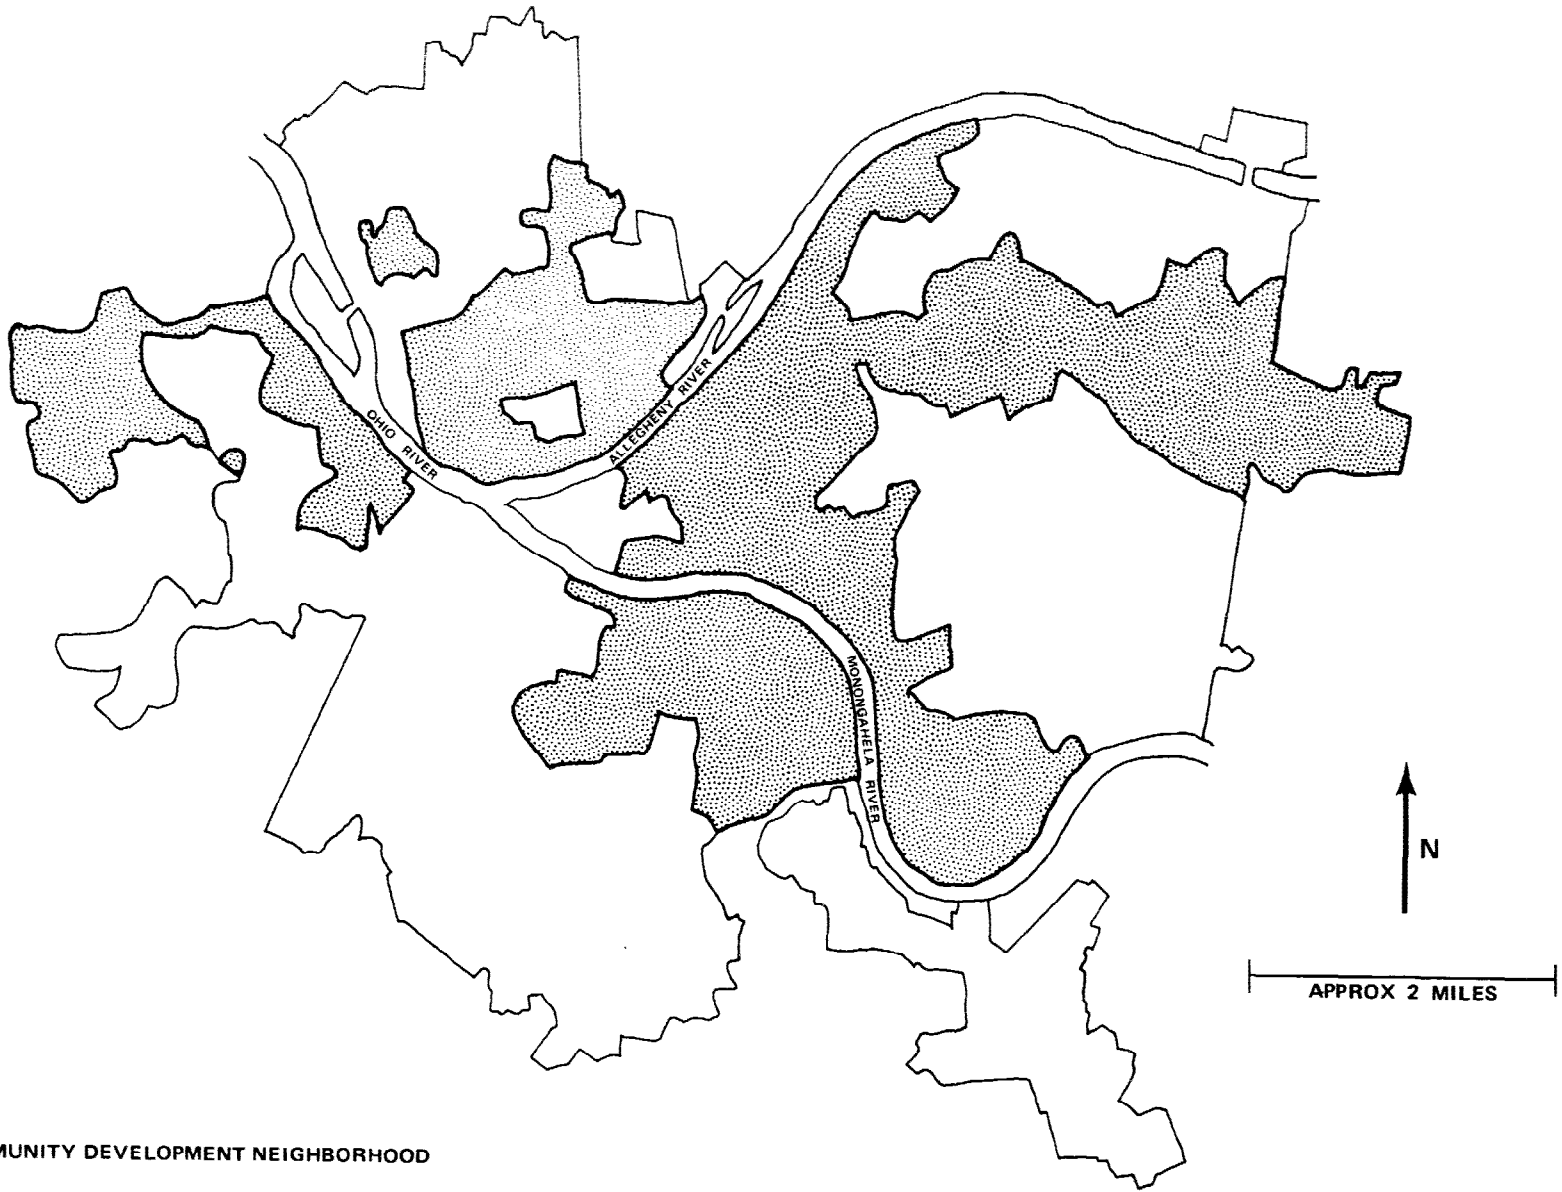 OHIO RIVER
ALLEGHENY RIVER
MONONGAHELA RIVER
N
APPROX 2 MILES
MUNITY DEVELOPMENT NEIGHBORHOOD